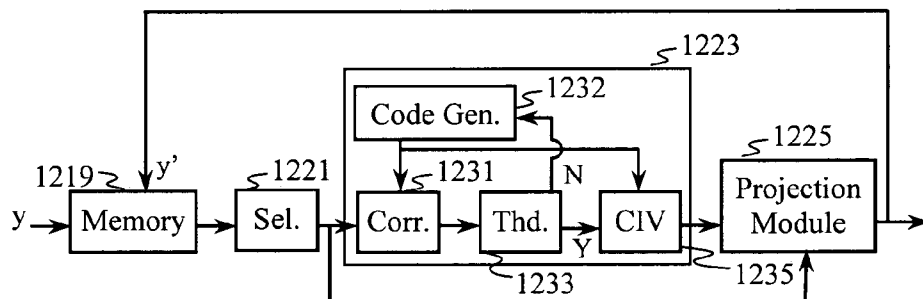 1223
1232
Code Gen.
1225
y'
1219
1221
1231
N
Projection
Module
y
Memory
Sel.
Corr.
Thd.
Y
CIV
1233
1235